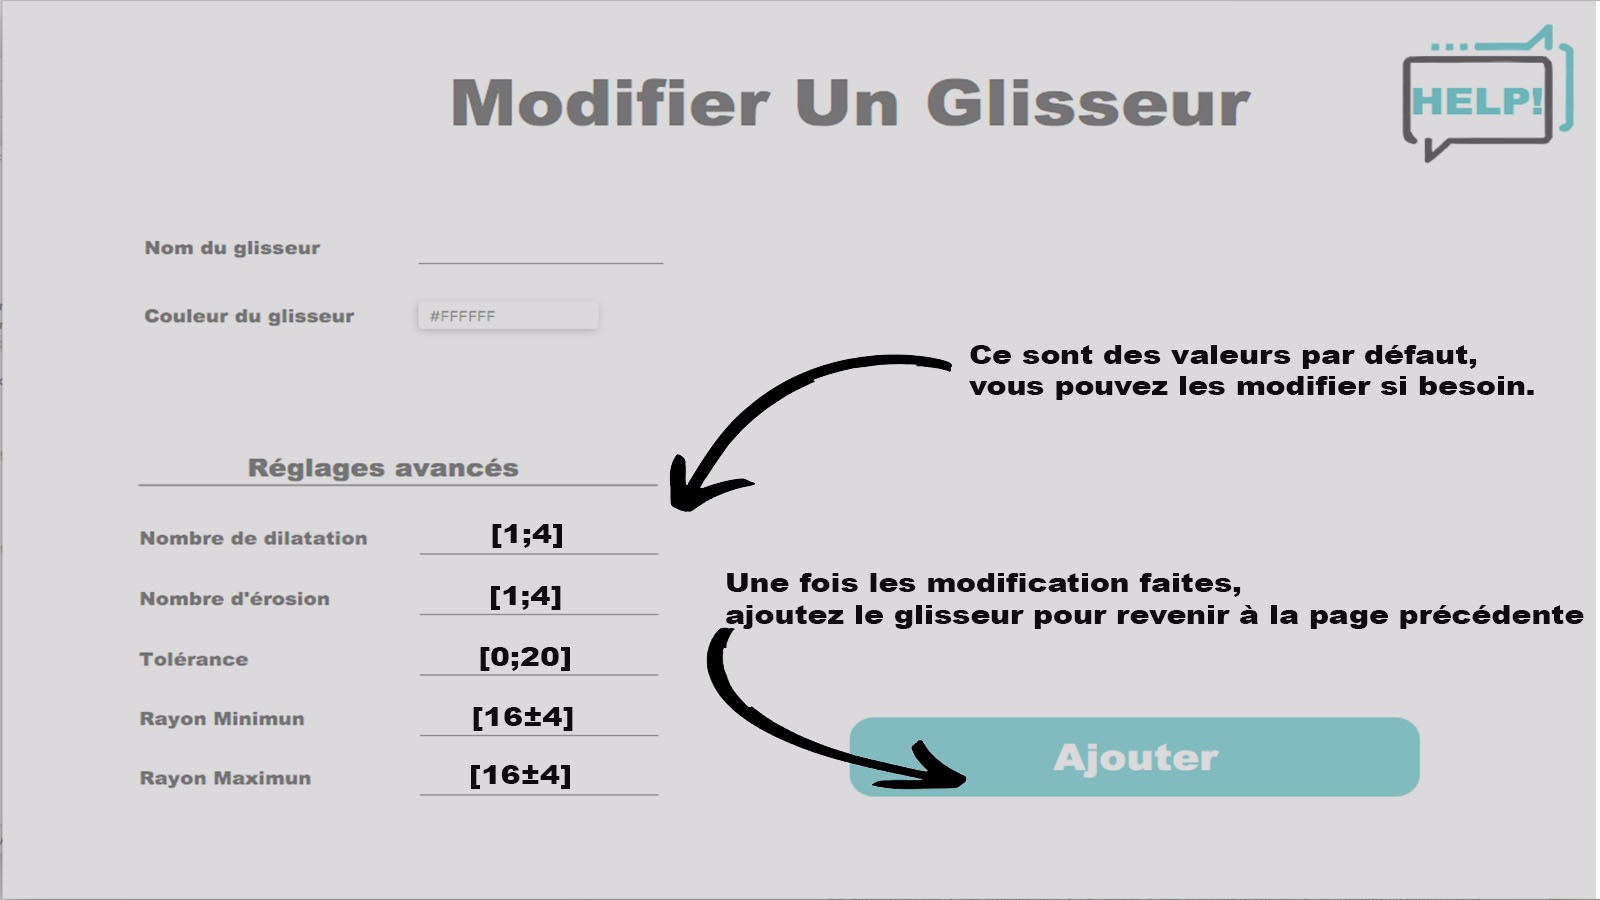 Modifier Un Glisseur
HELP!
Nom du glisseur
Couleur du glisseur
#FFFFFF
Ce sont des valeurs par défaut,
vous pouvez les modifier si besoin.
Réglages avancés
Nombre de dilatation [1;4]
Nombre d'érosion [1;4]
Tolérance [0;20]
Rayon Minimun [16±4]
Rayon Maximun [16±4]
Une fois les modification faites,
ajoutez le glisseur pour revenir à la page précédente
Ajouter